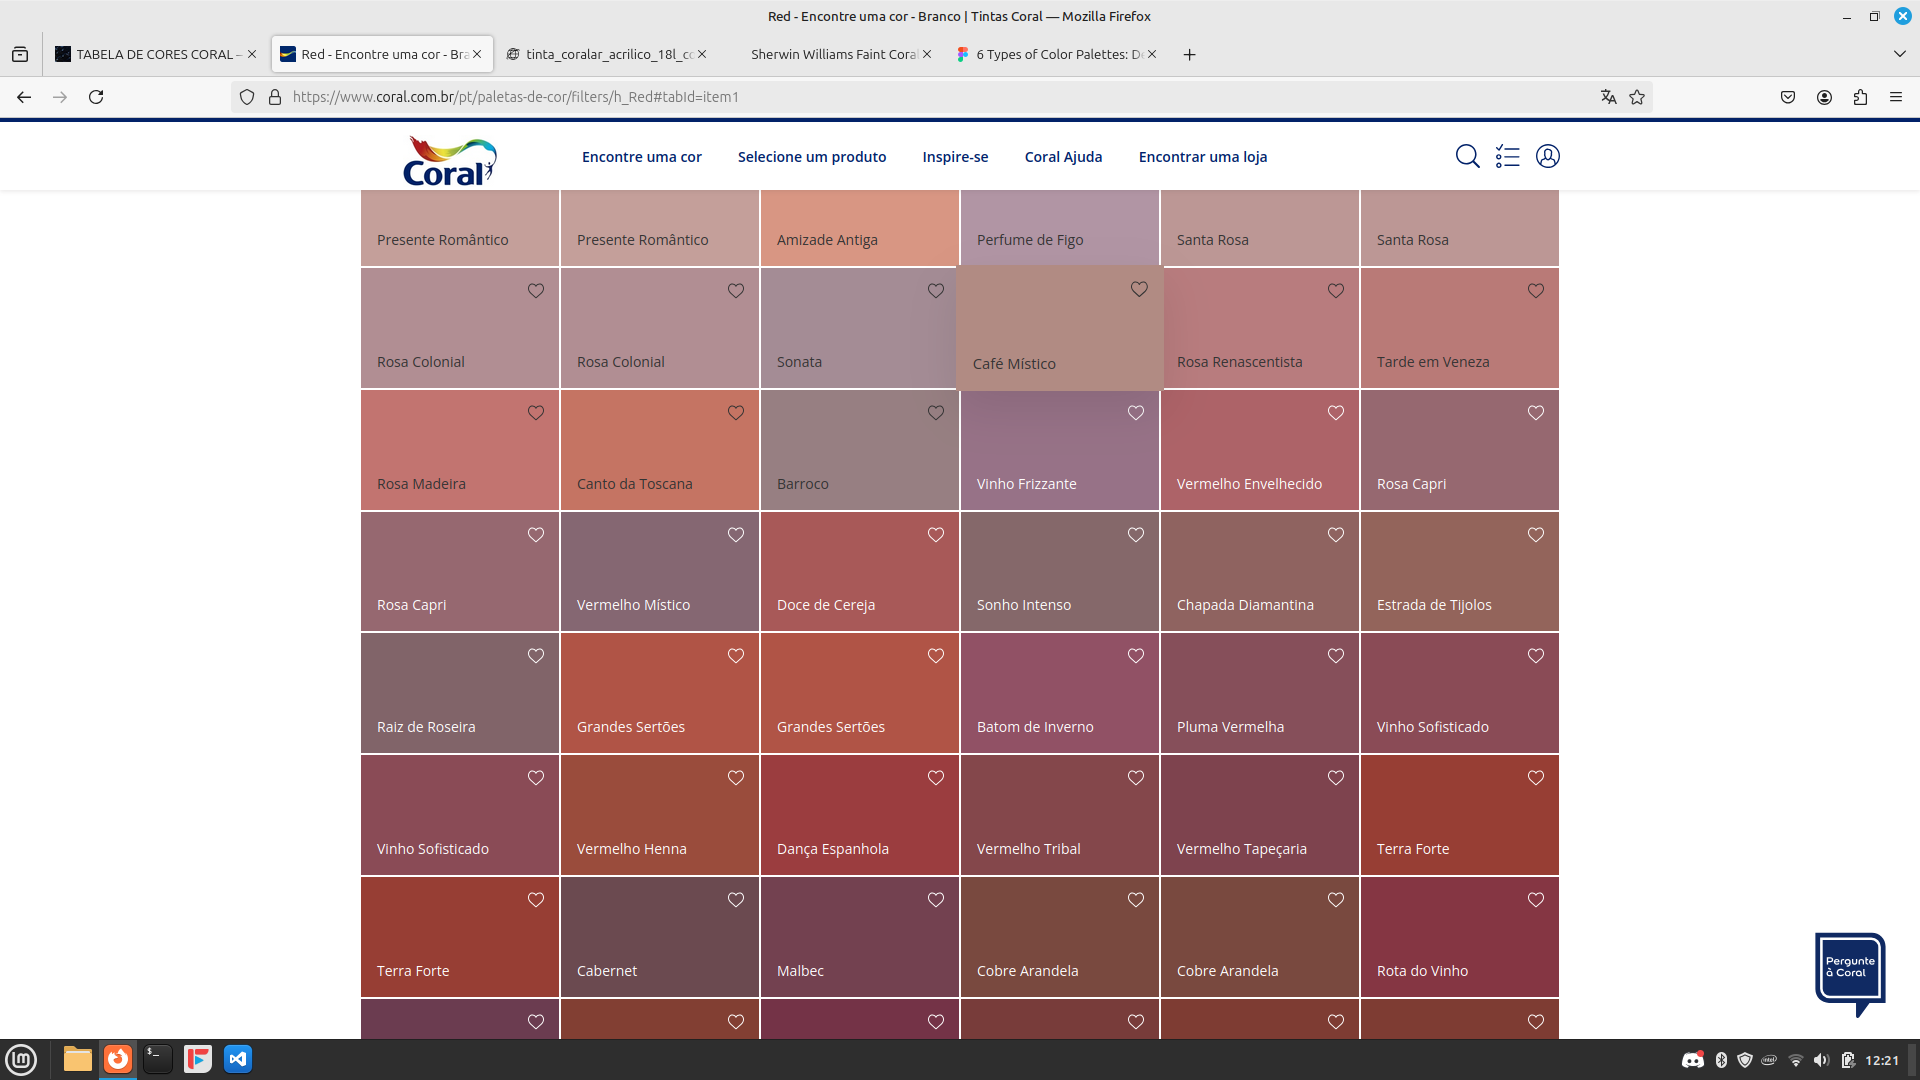 Red - Encontre uma cor - Branco | Tintas Coral — Mozilla Firefox
TABELA DE CORES CORAL –
Red - Encontre uma cor - Bra
tinta_coralar_acrilico_18l_co
Sherwin Williams Faint Coral
6 Types of Color Palettes: De
https://www.coral.com.br/pt/paletas-de-cor/filters/h_Red#tabId=item1
Coral
Encontre uma cor
Selecione um produto
Inspire-se
Coral Ajuda
Encontrar uma loja
Presente Romântico
Presente Romântico
Amizade Antiga
Perfume de Figo
Santa Rosa
Santa Rosa
Rosa Colonial
Rosa Colonial
Sonata
Café Místico
Rosa Renascentista
Tarde em Veneza
Rosa Madeira
Canto da Toscana
Barroco
Vinho Frizzante
Vermelho Envelhecido
Rosa Capri
Rosa Capri
Vermelho Místico
Doce de Cereja
Sonho Intenso
Chapada Diamantina
Estrada de Tijolos
Raiz de Roseira
Grandes Sertões
Grandes Sertões
Batom de Inverno
Pluma Vermelha
Vinho Sofisticado
Vinho Sofisticado
Vermelho Henna
Dança Espanhola
Vermelho Tribal
Vermelho Tapeçaria
Terra Forte
Terra Forte
Cabernet
Malbec
Cobre Arandela
Cobre Arandela
Rota do Vinho
Pergunte
à Coral
12:21